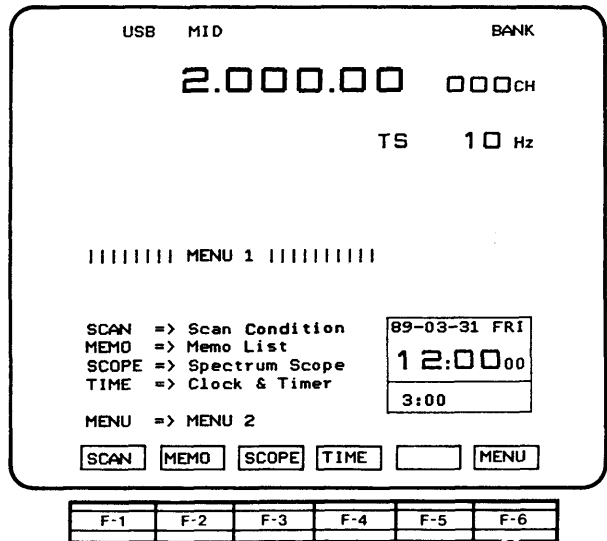 USB MID BANK
2.000.00 000CH
TS 10 Hz
|||||||| MENU 1 ||||||||||
SCAN => Scan Condition
MEMO => Memo List
SCOPE => Spectrum Scope
TIME => Clock & Timer
MENU => MENU 2
89-03-31 FRI
12:00 00
3:00
SCAN MEMO SCOPE TIME MENU
F-1 F-2 F-3 F-4 F-5 F-6